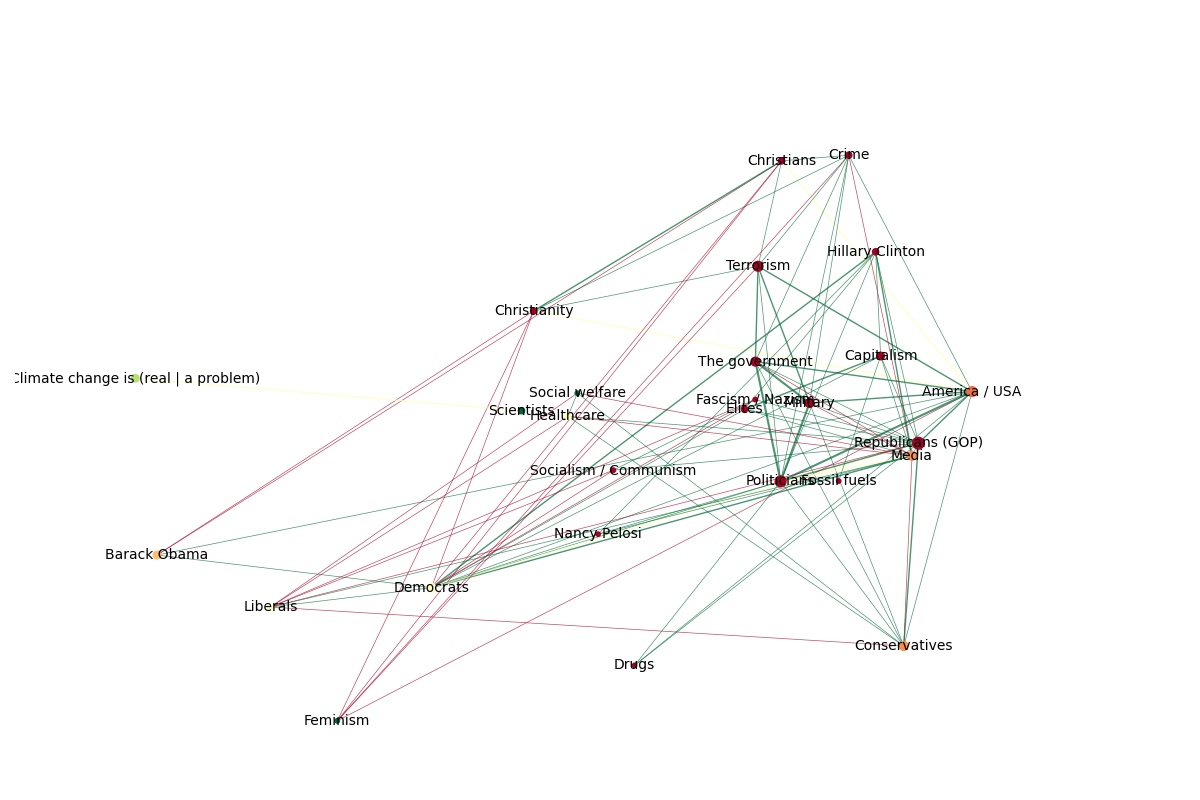 Christians
Crime
Hillary Clinton
Terrorism
Christianity
The government
Capitalism
Climate change is (real | a problem)
Social welfare
America / USA
Fascism / Nazism
Military
Elites
Scientists
Healthcare
Republicans (GOP)
Media
Socialism / Communism
Politicians
Fossil fuels
Nancy Pelosi
Barack Obama
Democrats
Liberals
Conservatives
Drugs
Feminism